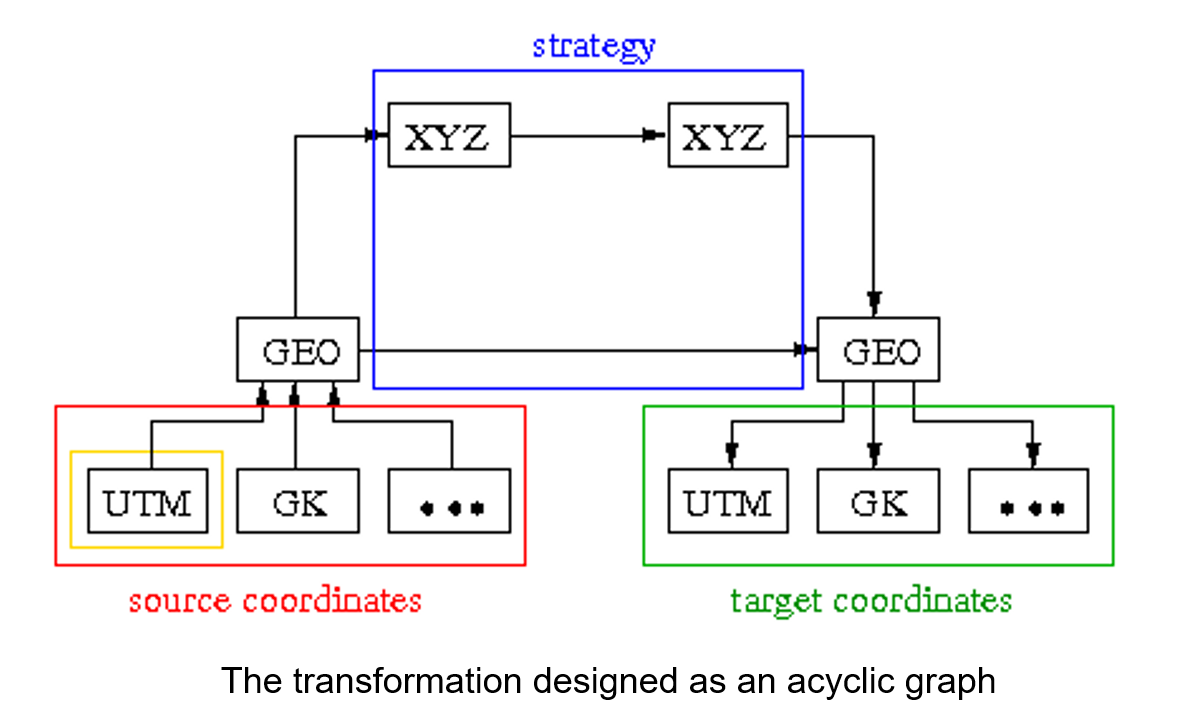 strategy
XYZ XYZ
GEO GEO
UTM GK ••• UTM GK •••
source coordinates target coordinates
The transformation designed as an acyclic graph